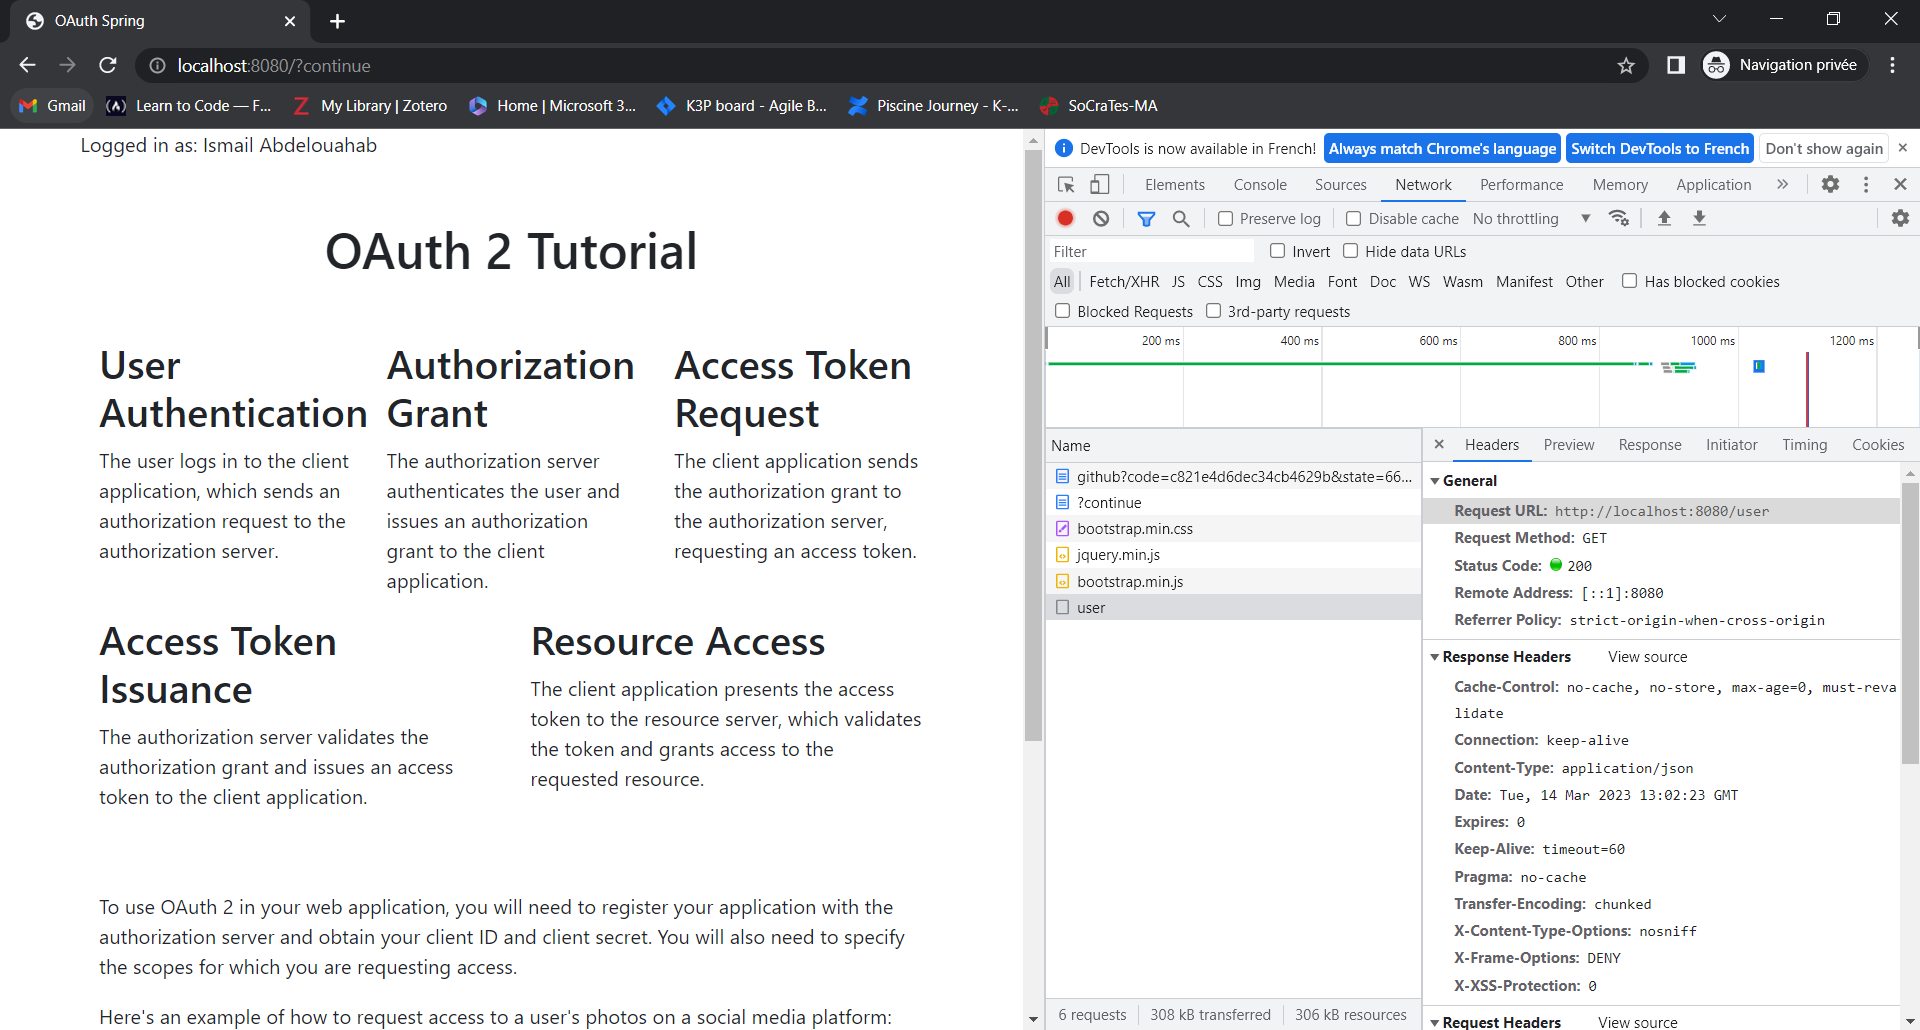 OAuth Spring
localhost:8080/?continue
Navigation privée
Gmail
Learn to Code — F...
My Library | Zotero
Home | Microsoft 3...
K3P board - Agile B...
Piscine Journey - K-...
SoCraTes-MA
Logged in as: Ismail Abdelouahab
OAuth 2 Tutorial
User
Authentication
The user logs in to the client
application, which sends an
authorization request to the
authorization server.
Authorization
Grant
The authorization server
authenticates the user and
issues an authorization
grant to the client
application.
Access Token
Request
The client application sends
the authorization grant to
the authorization server,
requesting an access token.
Access Token
Issuance
The authorization server validates the
authorization grant and issues an access
token to the client application.
Resource Access
The client application presents the access
token to the resource server, which validates
the token and grants access to the
requested resource.
To use OAuth 2 in your web application, you will need to register your application with the
authorization server and obtain your client ID and client secret. You will also need to specify
the scopes for which you are requesting access.
Here's an example of how to request access to a user's photos on a social media platform:
DevTools is now available in French!
Always match Chrome's language
Switch DevTools to French
Don't show again
Elements
Console
Sources
Network
Performance
Memory
Application
Preserve log
Disable cache
No throttling
Filter
Invert
Hide data URLs
All
Fetch/XHR
JS
CSS
Img
Media
Font
Doc
WS
Wasm
Manifest
Other
Has blocked cookies
Blocked Requests
3rd-party requests
200 ms
400 ms
600 ms
800 ms
1000 ms
1200 ms
Name
github?code=c821e4d6dec34cb4629b&state=66...
?continue
bootstrap.min.css
jquery.min.js
bootstrap.min.js
user
6 requests
308 kB transferred
306 kB resources
Headers
Preview
Response
Initiator
Timing
Cookies
General
Request URL: http://localhost:8080/user
Request Method: GET
Status Code: 200
Remote Address: [::1]:8080
Referrer Policy: strict-origin-when-cross-origin
Response Headers
View source
Cache-Control: no-cache, no-store, max-age=0, must-reva
lidate
Connection: keep-alive
Content-Type: application/json
Date: Tue, 14 Mar 2023 13:02:23 GMT
Expires: 0
Keep-Alive: timeout=60
Pragma: no-cache
Transfer-Encoding: chunked
X-Content-Type-Options: nosniff
X-Frame-Options: DENY
X-XSS-Protection: 0
Request Headers
View source